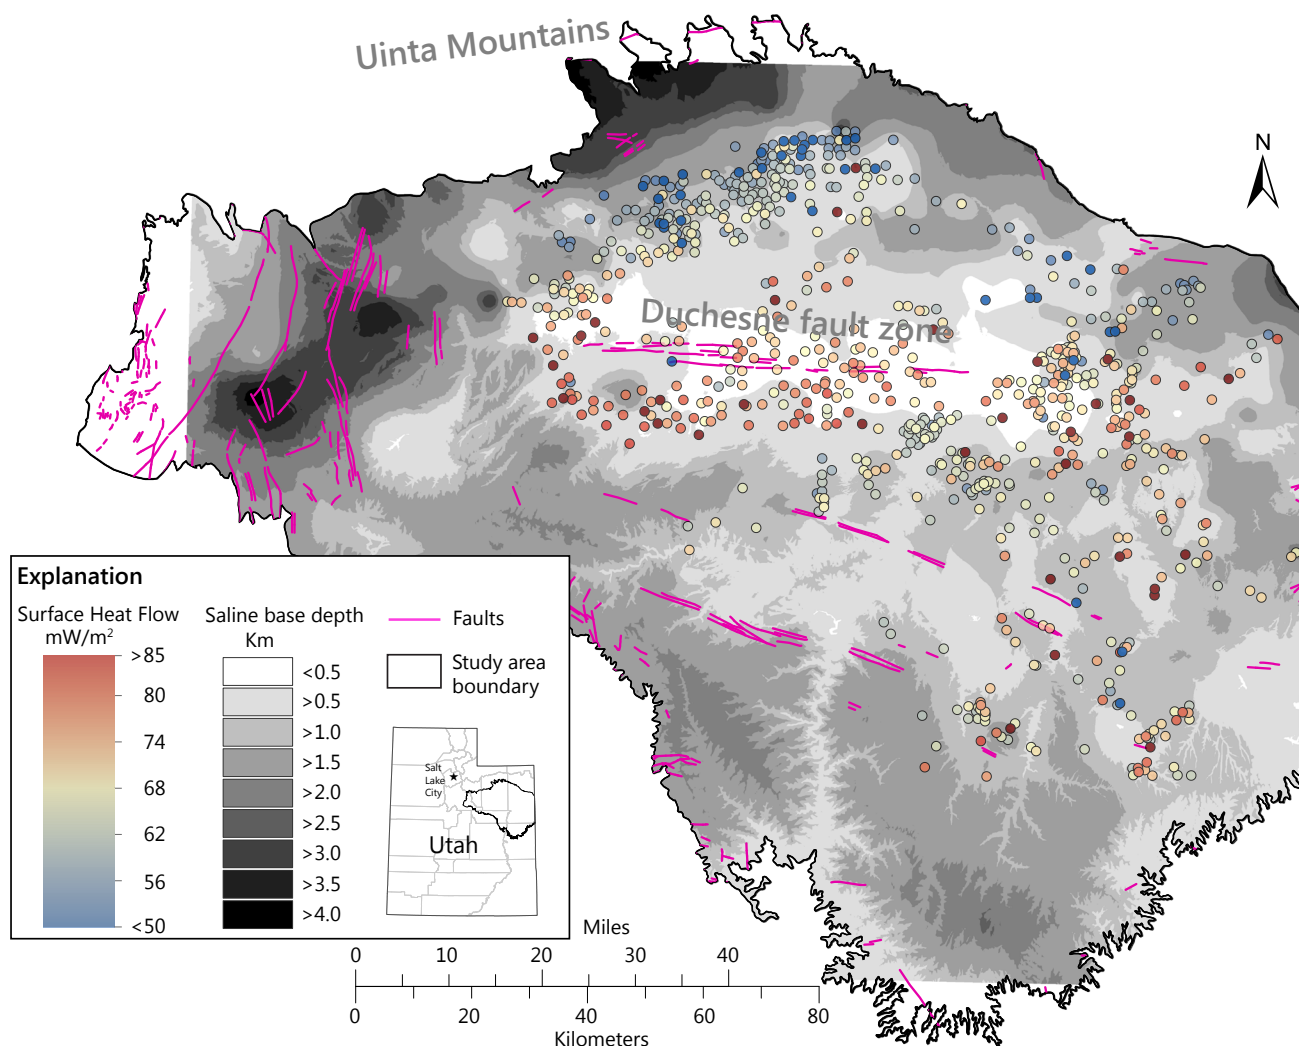 Uinta Mountains
N
Duchesne fault zone
Explanation
Surface Heat Flow
mW/m²
>85
80
74
68
62
56
<50
Saline base depth
Km
<0.5
>0.5
>1.0
>1.5
>2.0
>2.5
>3.0
>3.5
>4.0
Faults
Study area
boundary
Salt
Lake
City
Utah
Miles
0 10 20 30 40
0 20 40 60 80
Kilometers